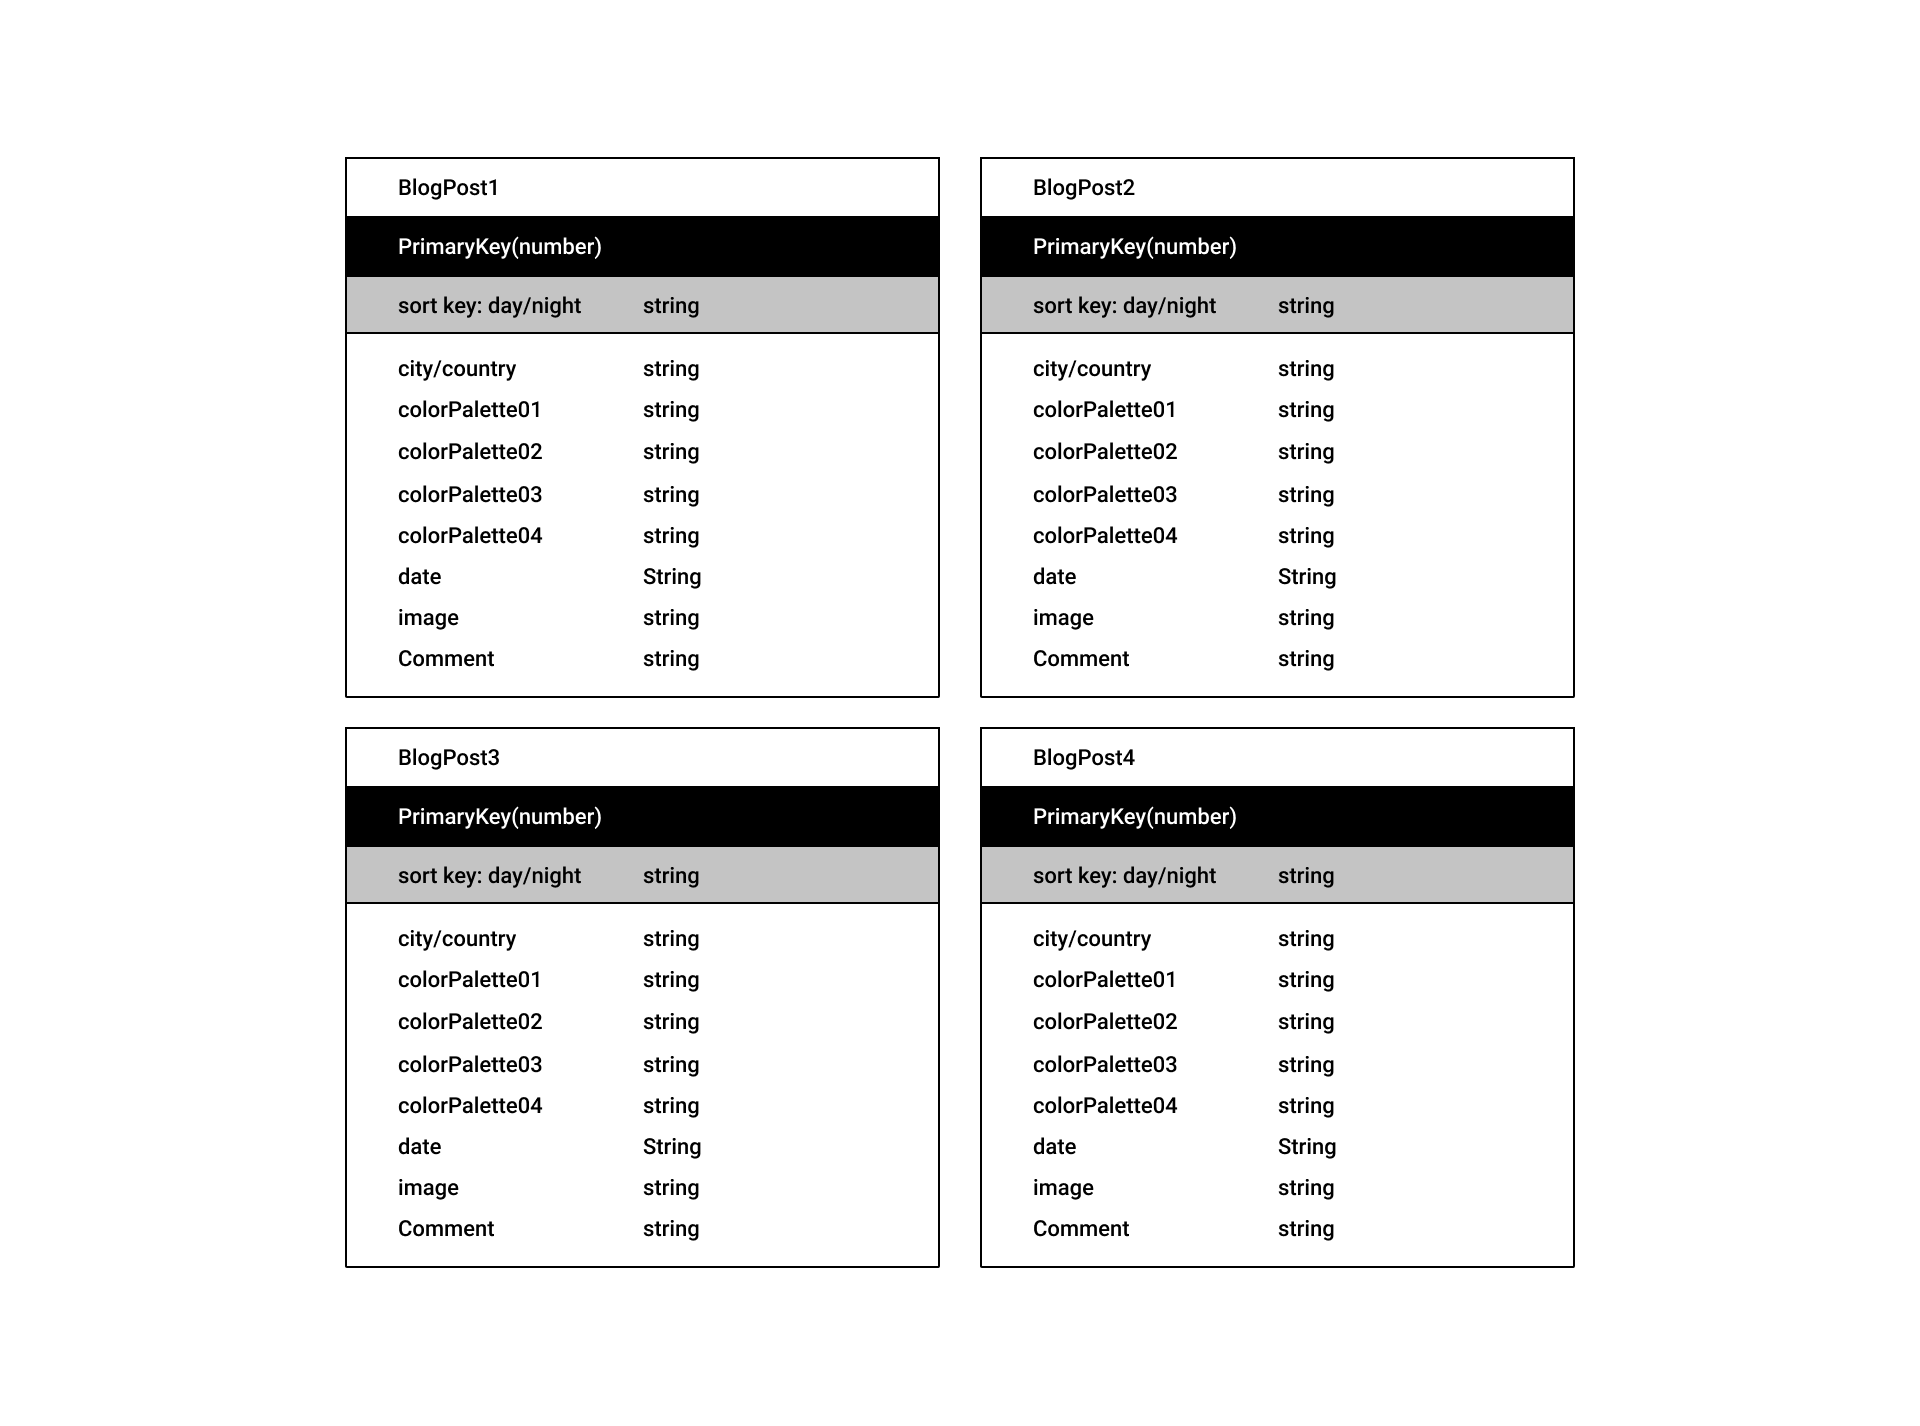 BlogPost1
PrimaryKey(number)
sort key: day/night string
city/country string
colorPalette01 string
colorPalette02 string
colorPalette03 string
colorPalette04 string
date String
image string
Comment string
BlogPost2
PrimaryKey(number)
sort key: day/night string
city/country string
colorPalette01 string
colorPalette02 string
colorPalette03 string
colorPalette04 string
date String
image string
Comment string
BlogPost3
PrimaryKey(number)
sort key: day/night string
city/country string
colorPalette01 string
colorPalette02 string
colorPalette03 string
colorPalette04 string
date String
image string
Comment string
BlogPost4
PrimaryKey(number)
sort key: day/night string
city/country string
colorPalette01 string
colorPalette02 string
colorPalette03 string
colorPalette04 string
date String
image string
Comment string